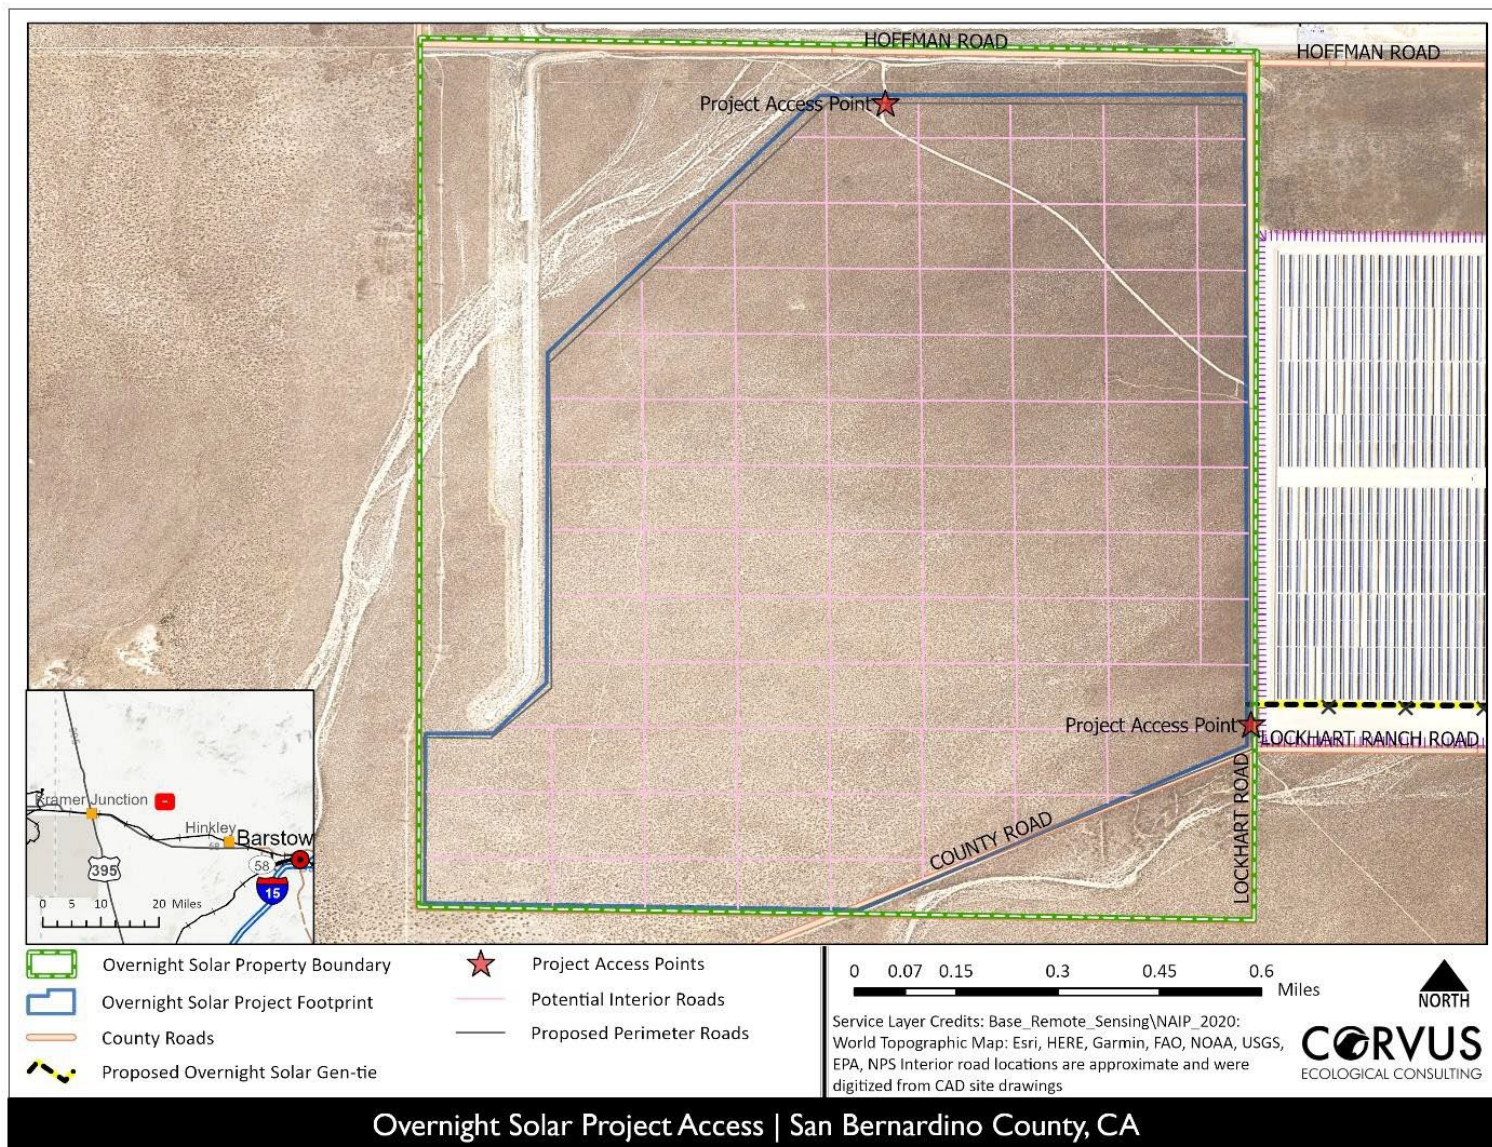 HOFFMAN ROAD
HOFFMAN ROAD
Project Access Point
Project Access Point
LOCKHART RANCH ROAD
LOCKHART ROAD
COUNTY ROAD
Kramer Junction
Hinkley
Barstow
58
58
395
15
0 5 10 20 Miles
Overnight Solar Property Boundary
Overnight Solar Project Footprint
County Roads
Proposed Overnight Solar Gen-tie
Project Access Points
Potential Interior Roads
Proposed Perimeter Roads
0 0.07 0.15 0.3 0.45 0.6
Miles
Service Layer Credits: Base_Remote_Sensing\NAIP_2020:
World Topographic Map: Esri, HERE, Garmin, FAO, NOAA, USGS,
EPA, NPS Interior road locations are approximate and were
digitized from CAD site drawings
NORTH
CORVUS
ECOLOGICAL CONSULTING
Overnight Solar Project Access | San Bernardino County, CA